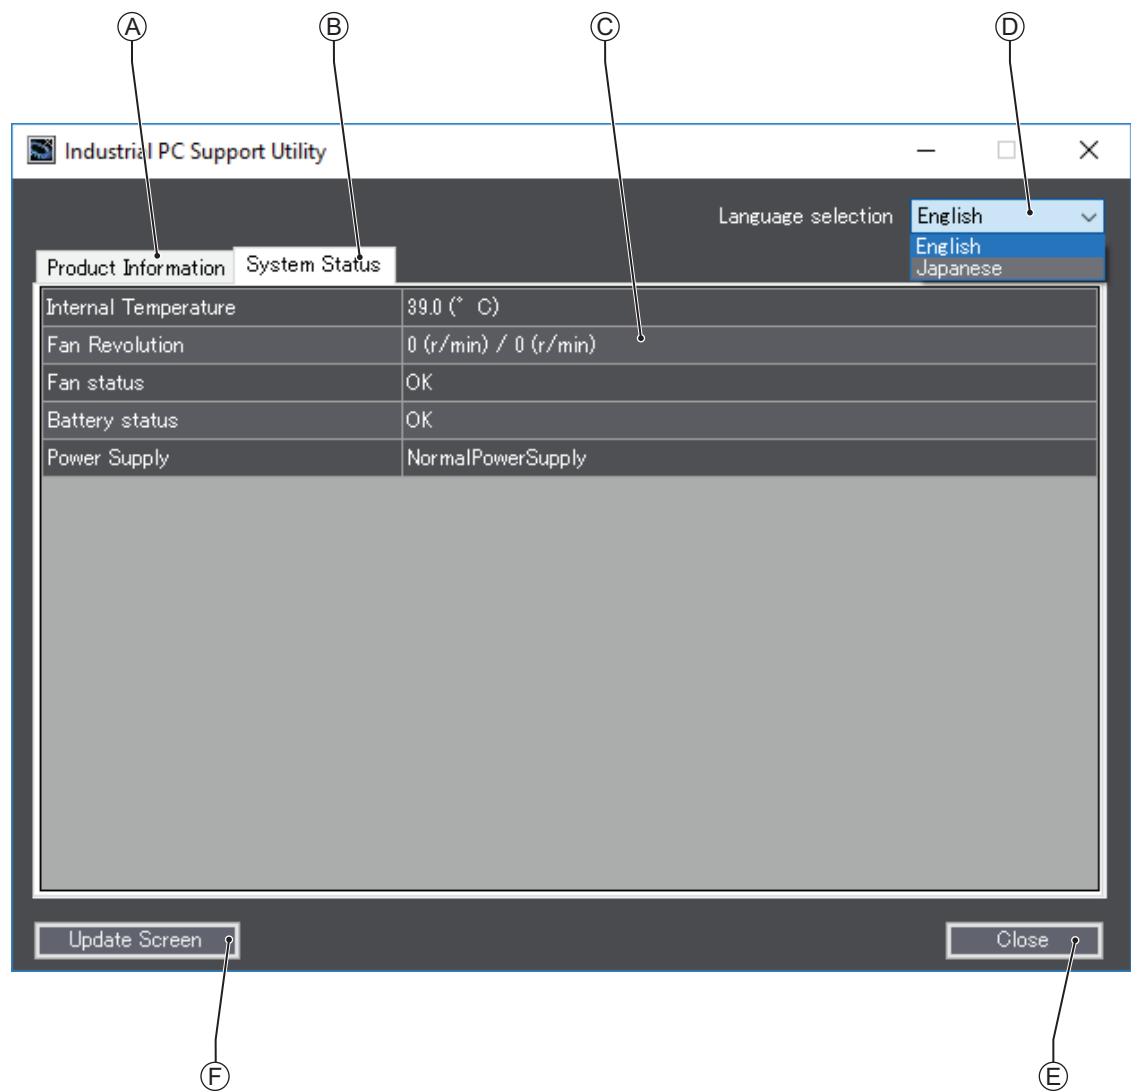 A B C D
Industrial PC Support Utility
Language selection English
English
Japanese
Product Information System Status
Internal Temperature 39.0 (° C)
Fan Revolution 0 (r/min) / 0 (r/min)
Fan status OK
Battery status OK
Power Supply NormalPowerSupply
Update Screen Close
F E